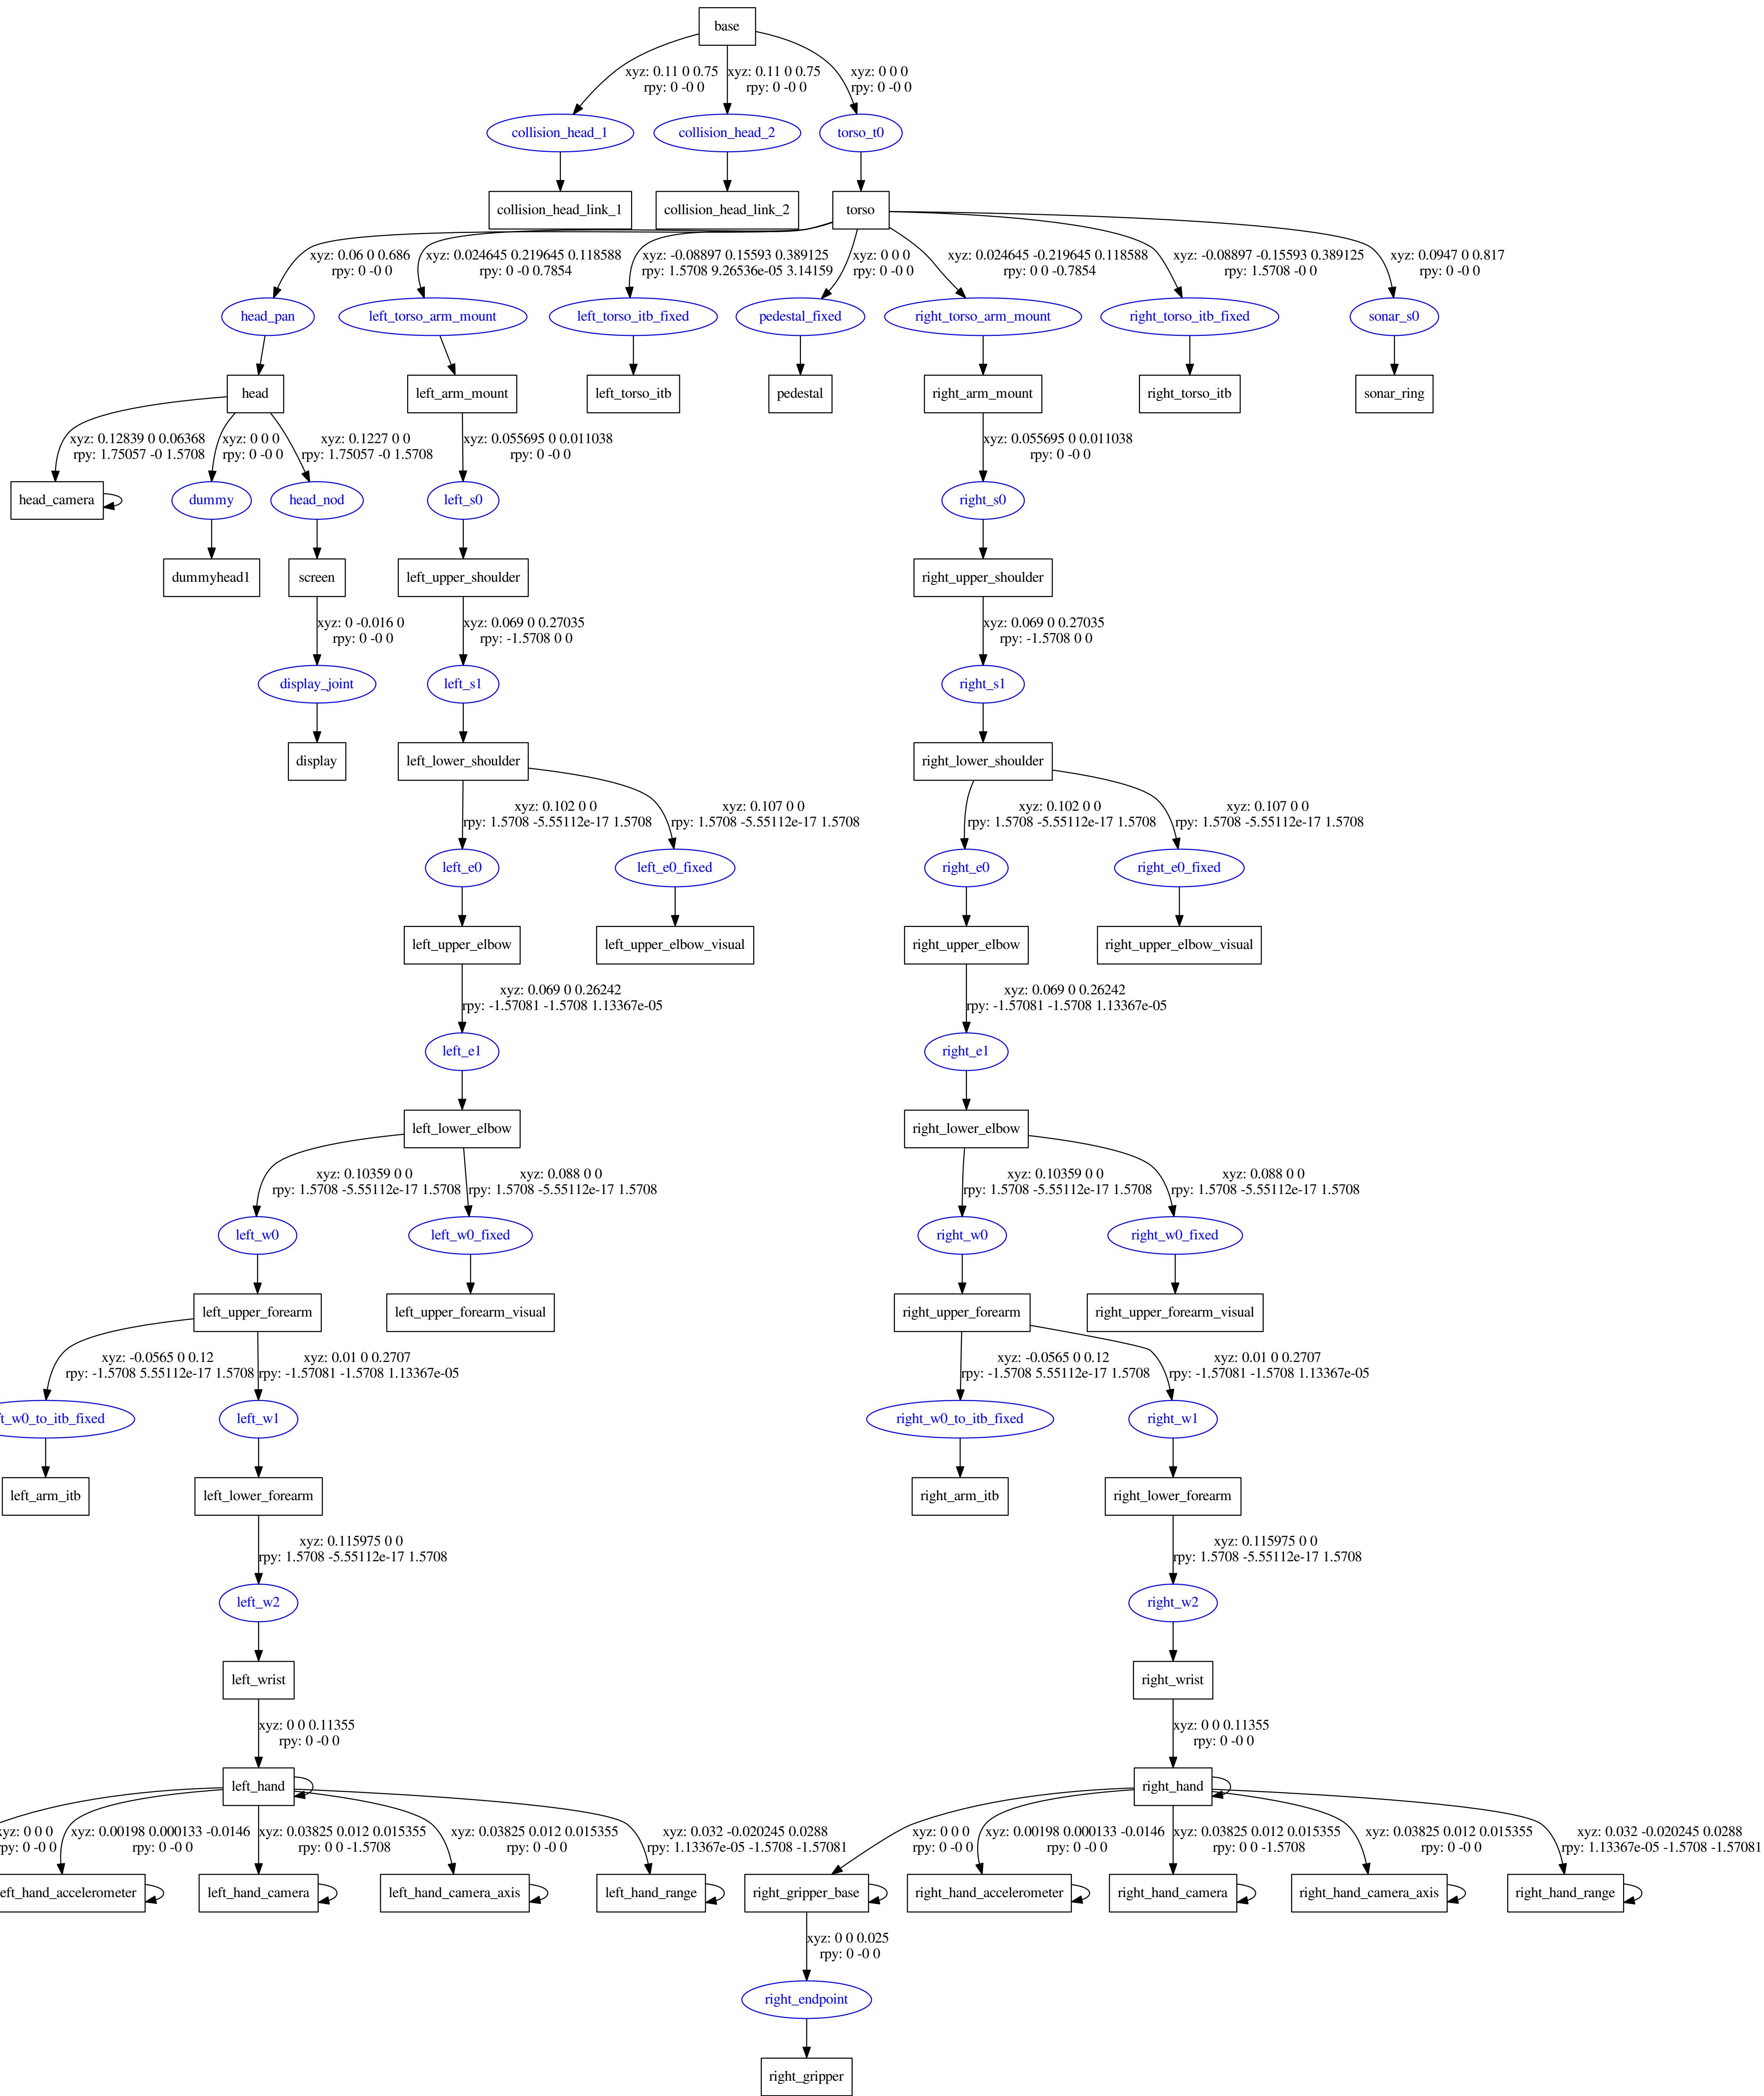 base
xyz: 0.11 0 0.75
rpy: 0 -0 0
xyz: 0.11 0 0.75
rpy: 0 -0 0
xyz: 0 0 0
rpy: 0 -0 0
collision_head_1
collision_head_2
torso_t0
collision_head_link_1
collision_head_link_2
torso
xyz: 0.06 0 0.686
rpy: 0 -0 0
xyz: 0.024645 0.219645 0.118588
rpy: 0 -0 0.7854
xyz: -0.08897 0.15593 0.389125
rpy: 1.5708 9.26536e-05 3.14159
xyz: 0 0 0
rpy: 0 -0 0
xyz: 0.024645 -0.219645 0.118588
rpy: 0 0 -0.7854
xyz: -0.08897 -0.15593 0.389125
rpy: 1.5708 -0 0
xyz: 0.0947 0 0.817
rpy: 0 -0 0
head_pan
left_torso_arm_mount
left_torso_itb_fixed
pedestal_fixed
right_torso_arm_mount
right_torso_itb_fixed
sonar_s0
head
left_arm_mount
left_torso_itb
pedestal
right_arm_mount
right_torso_itb
sonar_ring
xyz: 0.12839 0 0.06368
rpy: 1.75057 -0 1.5708
xyz: 0 0 0
rpy: 0 -0 0
xyz: 0.1227 0 0
rpy: 1.75057 -0 1.5708
xyz: 0.055695 0 0.011038
rpy: 0 -0 0
xyz: 0.055695 0 0.011038
rpy: 0 -0 0
head_camera
dummy
head_nod
left_s0
right_s0
dummyhead1
screen
left_upper_shoulder
right_upper_shoulder
xyz: 0 -0.016 0
rpy: 0 -0 0
xyz: 0.069 0 0.27035
rpy: -1.5708 0 0
xyz: 0.069 0 0.27035
rpy: -1.5708 0 0
display_joint
left_s1
right_s1
display
left_lower_shoulder
right_lower_shoulder
xyz: 0.102 0 0
rpy: 1.5708 -5.55112e-17 1.5708
xyz: 0.107 0 0
rpy: 1.5708 -5.55112e-17 1.5708
xyz: 0.102 0 0
rpy: 1.5708 -5.55112e-17 1.5708
xyz: 0.107 0 0
rpy: 1.5708 -5.55112e-17 1.5708
left_e0
left_e0_fixed
right_e0
right_e0_fixed
left_upper_elbow
left_upper_elbow_visual
right_upper_elbow
right_upper_elbow_visual
xyz: 0.069 0 0.26242
rpy: -1.57081 -1.5708 1.13367e-05
xyz: 0.069 0 0.26242
rpy: -1.57081 -1.5708 1.13367e-05
left_e1
right_e1
left_lower_elbow
right_lower_elbow
xyz: 0.10359 0 0
rpy: 1.5708 -5.55112e-17 1.5708
xyz: 0.088 0 0
rpy: 1.5708 -5.55112e-17 1.5708
xyz: 0.10359 0 0
rpy: 1.5708 -5.55112e-17 1.5708
xyz: 0.088 0 0
rpy: 1.5708 -5.55112e-17 1.5708
left_w0
left_w0_fixed
right_w0
right_w0_fixed
left_upper_forearm
left_upper_forearm_visual
right_upper_forearm
right_upper_forearm_visual
xyz: -0.0565 0 0.12
rpy: -1.5708 5.55112e-17 1.5708
xyz: 0.01 0 0.2707
rpy: -1.57081 -1.5708 1.13367e-05
xyz: -0.0565 0 0.12
rpy: -1.5708 5.55112e-17 1.5708
xyz: 0.01 0 0.2707
rpy: -1.57081 -1.5708 1.13367e-05
t_w0_to_itb_fixed
left_w1
right_w0_to_itb_fixed
right_w1
left_arm_itb
left_lower_forearm
right_arm_itb
right_lower_forearm
xyz: 0.115975 0 0
rpy: 1.5708 -5.55112e-17 1.5708
xyz: 0.115975 0 0
rpy: 1.5708 -5.55112e-17 1.5708
left_w2
right_w2
left_wrist
right_wrist
xyz: 0 0 0.11355
rpy: 0 -0 0
xyz: 0 0 0.11355
rpy: 0 -0 0
left_hand
right_hand
xyz: 0 0 0
rpy: 0 -0 0
xyz: 0.00198 0.000133 -0.0146
rpy: 0 -0 0
xyz: 0.03825 0.012 0.015355
rpy: 0 0 -1.5708
xyz: 0.03825 0.012 0.015355
rpy: 0 -0 0
xyz: 0.032 -0.020245 0.0288
rpy: 1.13367e-05 -1.5708 -1.57081
xyz: 0 0 0
rpy: 0 -0 0
xyz: 0.00198 0.000133 -0.0146
rpy: 0 -0 0
xyz: 0.03825 0.012 0.015355
rpy: 0 0 -1.5708
xyz: 0.03825 0.012 0.015355
rpy: 0 -0 0
xyz: 0.032 -0.020245 0.0288
rpy: 1.13367e-05 -1.5708 -1.57081
eft_hand_accelerometer
left_hand_camera
left_hand_camera_axis
left_hand_range
right_gripper_base
right_hand_accelerometer
right_hand_camera
right_hand_camera_axis
right_hand_range
xyz: 0 0 0.025
rpy: 0 -0 0
right_endpoint
right_gripper